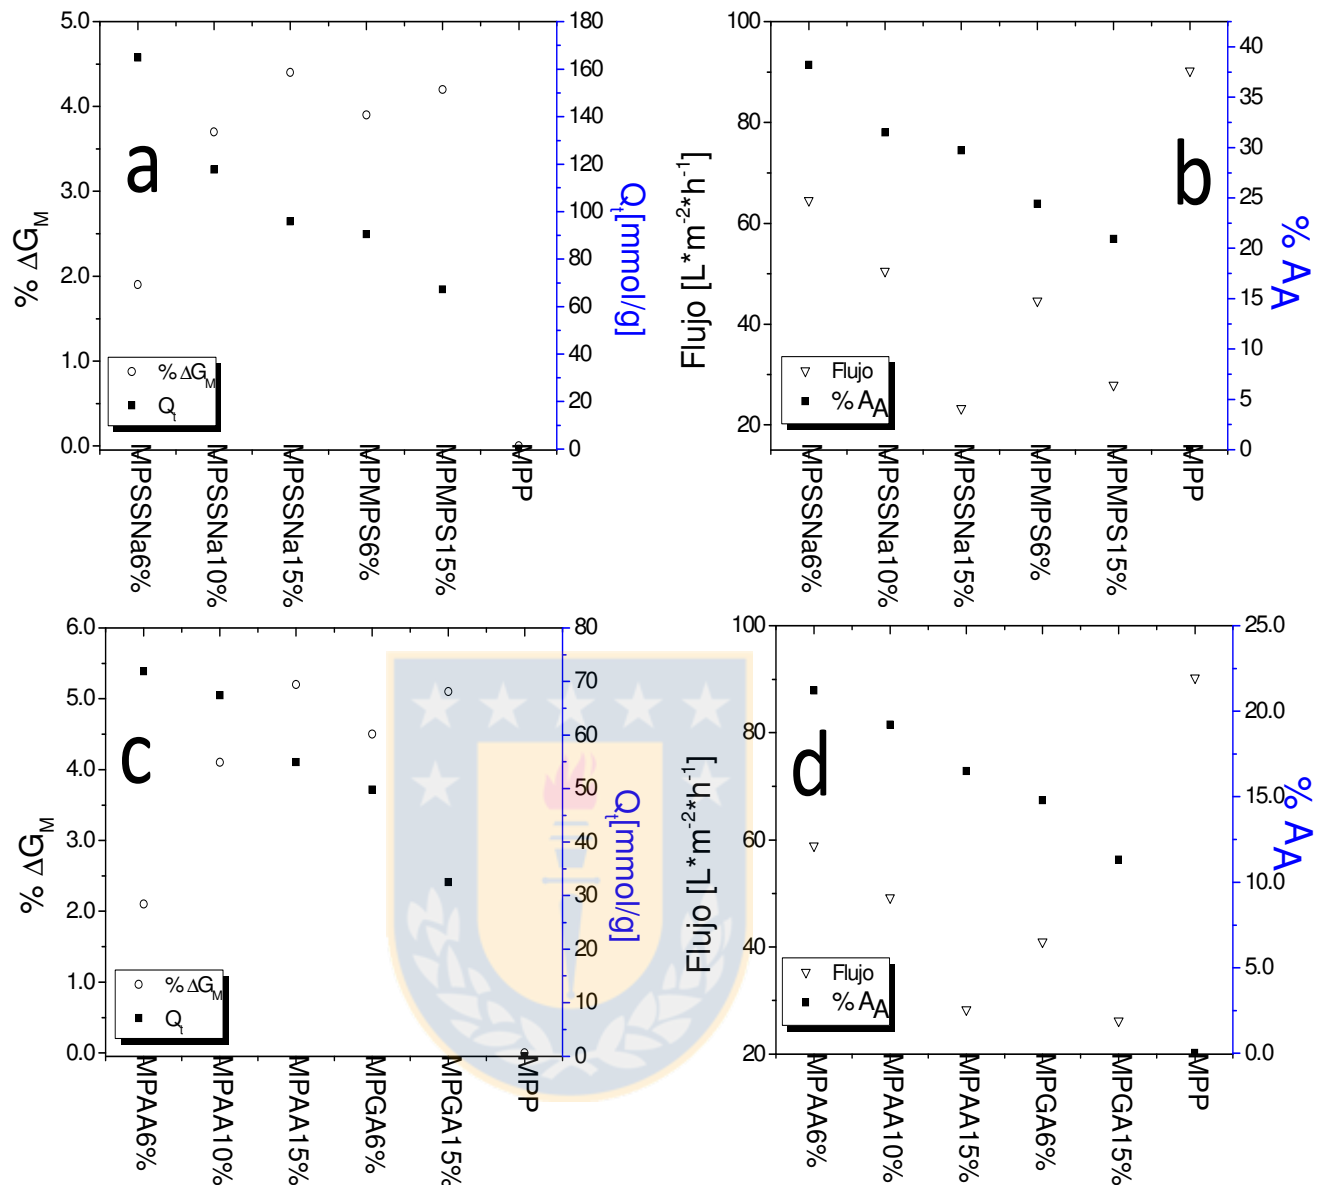 a
% ΔG_M
5.0
4.0
3.0
2.0
1.0
0.0
Q_t[mmol/g]
180
160
140
120
100
80
60
40
20
0
% ΔG_M
Q_t
MPSSNa6%
MPSSNa10%
MPSSNa15%
MPMPS6%
MPMPS15%
MPP
b
Flujo [L*m^-2*h^-1]
100
80
60
40
20
% A_A
40
35
30
25
20
15
10
5
0
Flujo
% A_A
MPSSNa6%
MPSSNa10%
MPSSNa15%
MPMPS6%
MPMPS15%
MPP
c
% ΔG_M
6.0
5.0
4.0
3.0
2.0
1.0
0.0
Q_t[mmol/g]
80
70
60
50
40
30
20
10
0
% ΔG_M
Q_t
MPAA6%
MPAA10%
MPAA15%
MPGA6%
MPGA15%
MPP
d
Flujo [L*m^-2*h^-1]
100
80
60
40
20
% A_A
25.0
20.0
15.0
10.0
5.0
0.0
Flujo
% A_A
MPAA6%
MPAA10%
MPAA15%
MPGA6%
MPGA15%
MPP